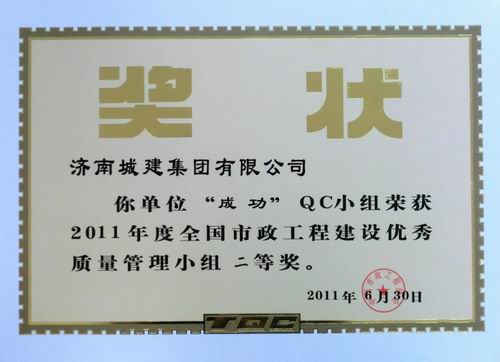 奖状
济南城建集团有限公司
你单位“成功”QC小组荣获
2011年度全国市政工程建设优秀
质量管理小组 二等奖。
2011年 6月30日
TQC